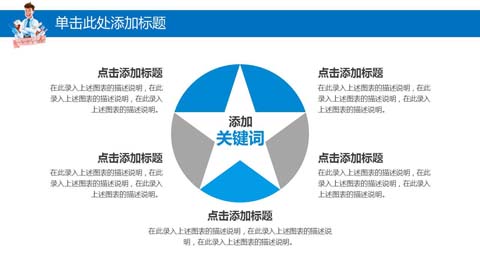 单击此处添加标题
点击添加标题
在此录入上述图表的描述说明，在此
录入上述图表的描述说明，在此录入
上述图表的描述说明。
点击添加标题
在此录入上述图表的描述说明，在此
录入上述图表的描述说明，在此录入
上述图表的描述说明。
添加
关键词
点击添加标题
在此录入上述图表的描述说明，在此
录入上述图表的描述说明，在此录入
上述图表的描述说明。
点击添加标题
在此录入上述图表的描述说明，在此
录入上述图表的描述说明，在此录入
上述图表的描述说明。
点击添加标题
在此录入上述图表的描述说明，在此录入上述图表的描述说
明，在此录入上述图表的描述说明。